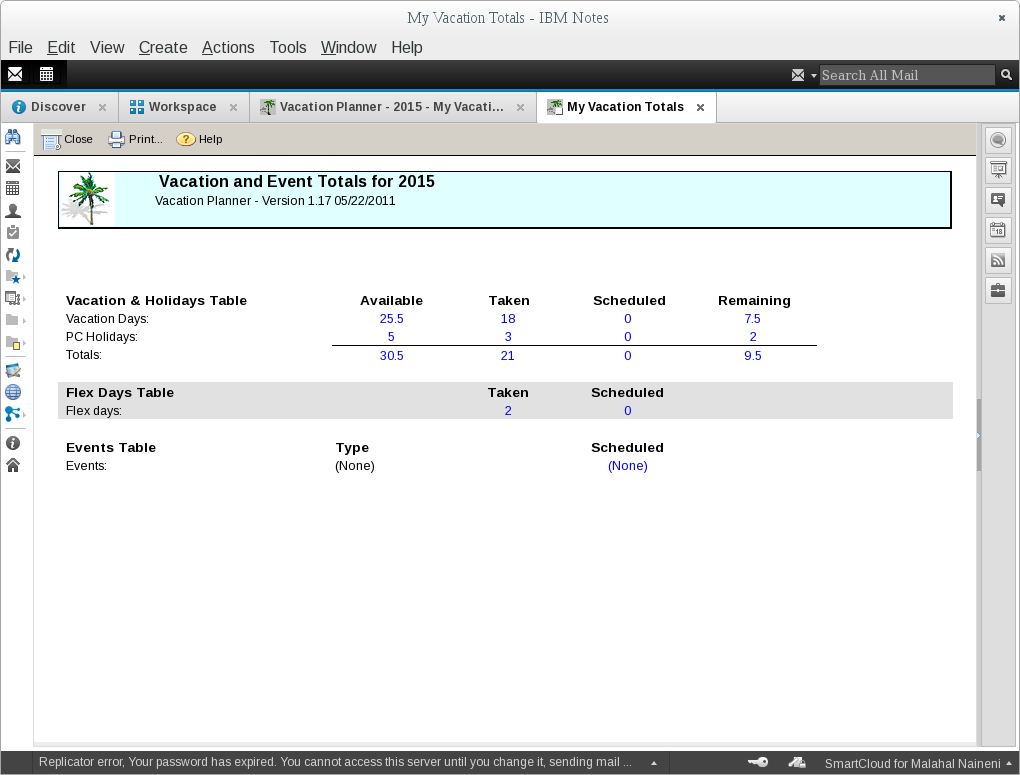 My Vacation Totals - IBM Notes
File Edit View Create Actions Tools Window Help
Search All Mail
Discover Workspace Vacation Planner - 2015 - My Vacati... My Vacation Totals
Close Print... Help
Vacation and Event Totals for 2015
Vacation Planner - Version 1.17 05/22/2011
Vacation & Holidays Table Available Taken Scheduled Remaining
Vacation Days: 25.5 18 0 7.5
PC Holidays: 5 3 0 2
Totals: 30.5 21 0 9.5
Flex Days Table Taken Scheduled
Flex days: 2 0
Events Table Type Scheduled
Events: (None) (None)
18
Replicator error, Your password has expired. You cannot access this server until you change it, sending mail ... SmartCloud for Malahal Naineni